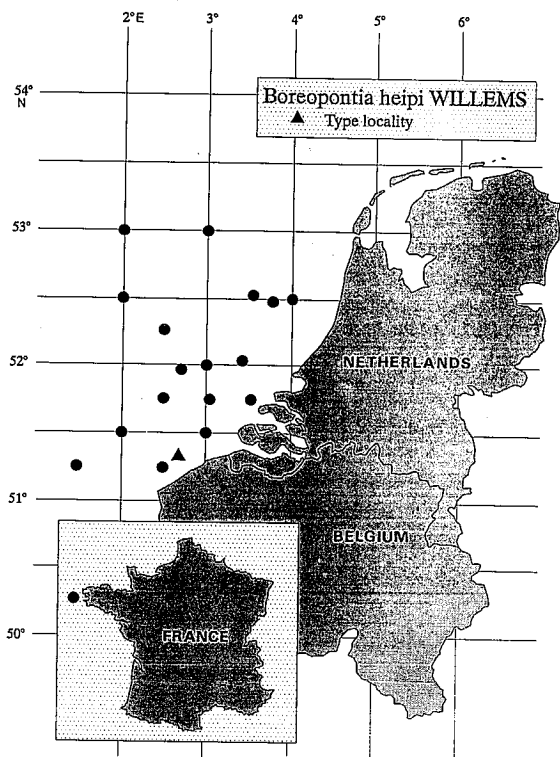 2°E 3° 4° 5° 6°
54°
N
Boreopontia heipi WILLEMS
▲ Type locality
53°
52°
NETHERLANDS
51°
BELGIUM
FRANCE
50°